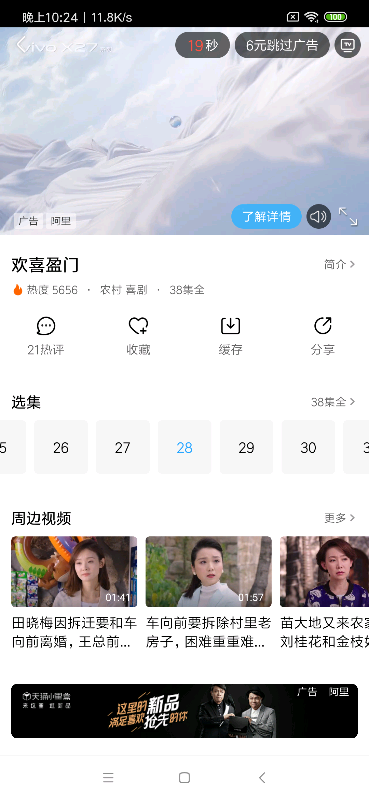 晚上10:24 | 11.8K/s
100
vivo X27
19秒
6元跳过广告
TV
广告
阿里
了解详情
欢喜盈门
简介
热度 5656 · 农村 喜剧 · 38集全
21热评
收藏
缓存
分享
选集
38集全
5
26
27
28
29
30
3
周边视频
更多
01:41
01:57
田晓梅因拆迁要和车
向前离婚，王总前...
车向前要拆除村里老
房子，困难重重难...
苗大地又来农家
刘桂花和金枝如
天猫小黑盒
这里的新品
满足喜欢抢先的你
广告
阿里